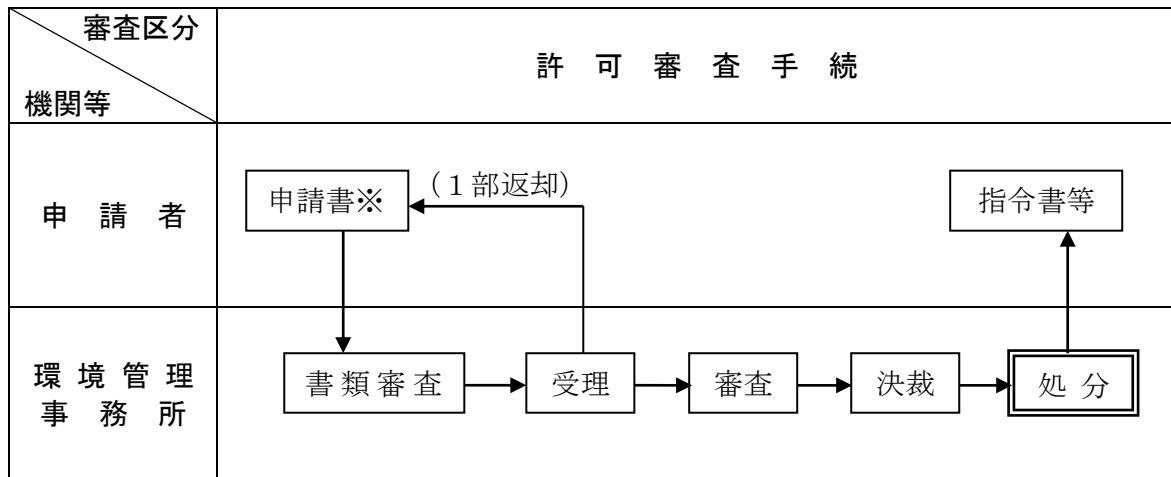 審査区分
機関等
許 可 審 査 手 続
申 請 者
申請書※
（１部返却）
指令書等
環 境 管 理
事 務 所
書 類 審 査
受理
審査
決裁
処 分